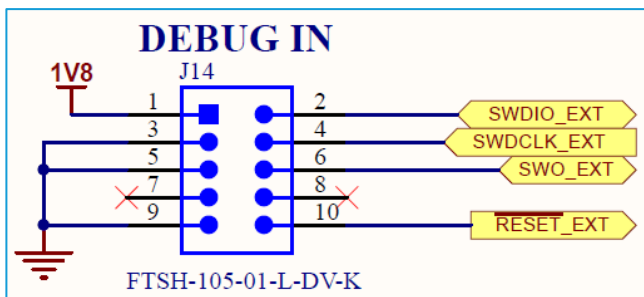 DEBUG IN
1V8
J14
1 2 SWDIO_EXT
3 4 SWDCLK_EXT
5 6 SWO_EXT
7 8
9 10 RESET_EXT
FTSH-105-01-L-DV-K